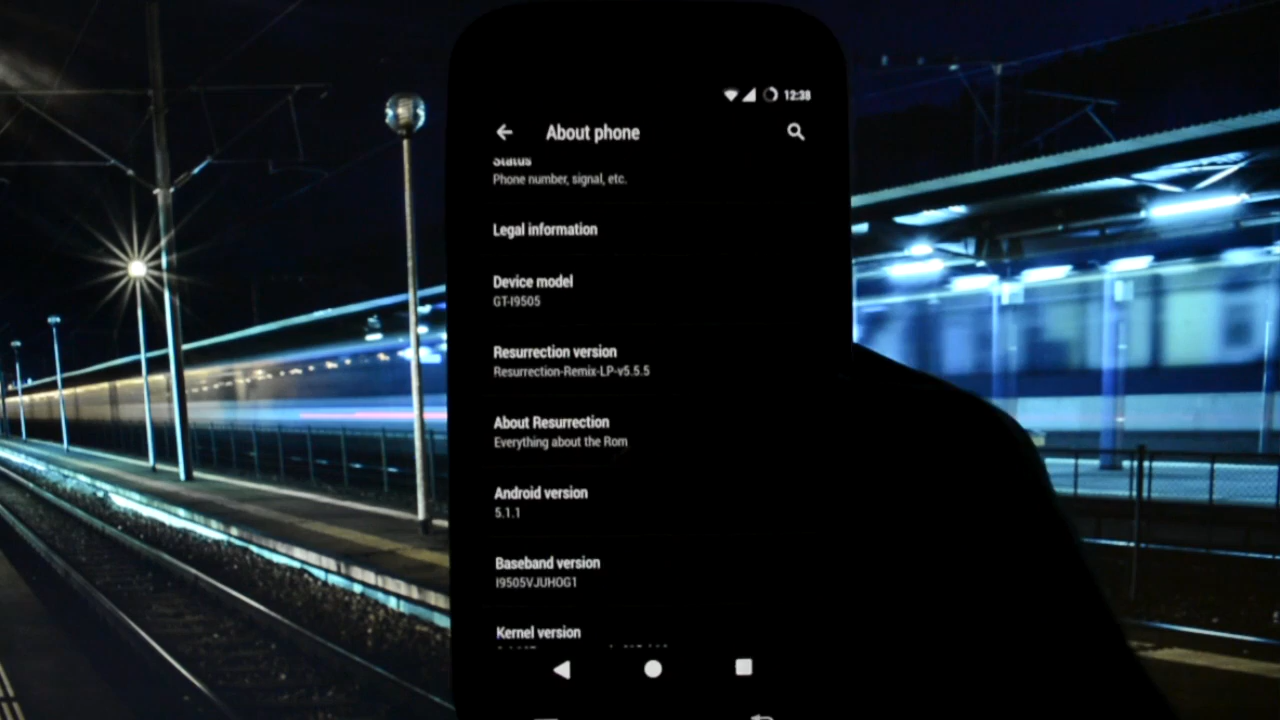 12:38
About phone
Status
Phone number, signal, etc.
Legal information
Device model
GT-I9505
Resurrection version
Resurrection-Remix-LP-v5.5.5
About Resurrection
Everything about the Rom
Android version
5.1.1
Baseband version
I9505VJUHOG1
Kernel version